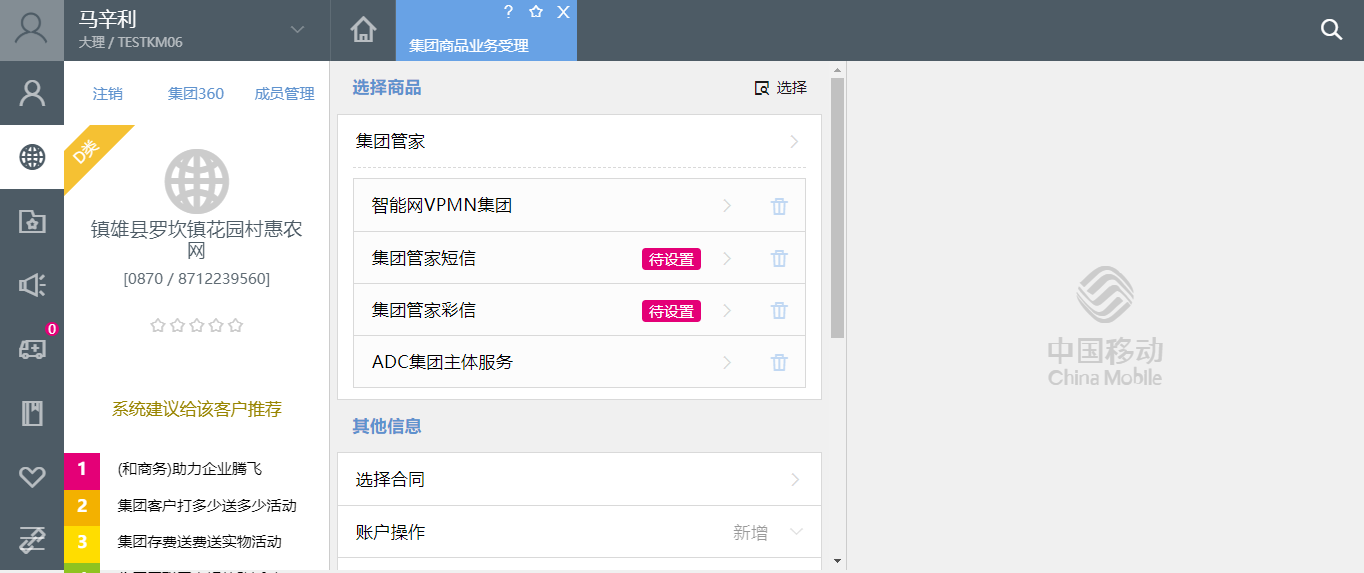 马辛利
大理 / TESTKM06
? X
集团商品业务受理
注销 集团360 成员管理
D类
镇雄县罗坎镇花园村惠农
网
[0870 / 8712239560]
0
系统建议给该客户推荐
1 (和商务)助力企业腾飞
2 集团客户打多少送多少活动
3 集团存费送费送实物活动
选择商品 选择
集团管家
智能网VPMN集团
集团管家短信 待设置
集团管家彩信 待设置
ADC集团主体服务
其他信息
选择合同
账户操作 新增
中国移动
China Mobile